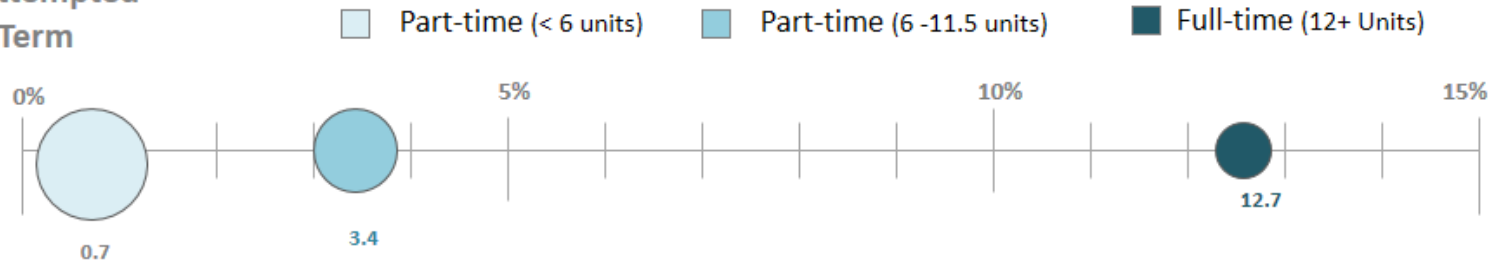 Term
Part-time (< 6 units)
Part-time (6 -11.5 units)
Full-time (12+ Units)
0%
5%
10%
15%
0.7
3.4
12.7